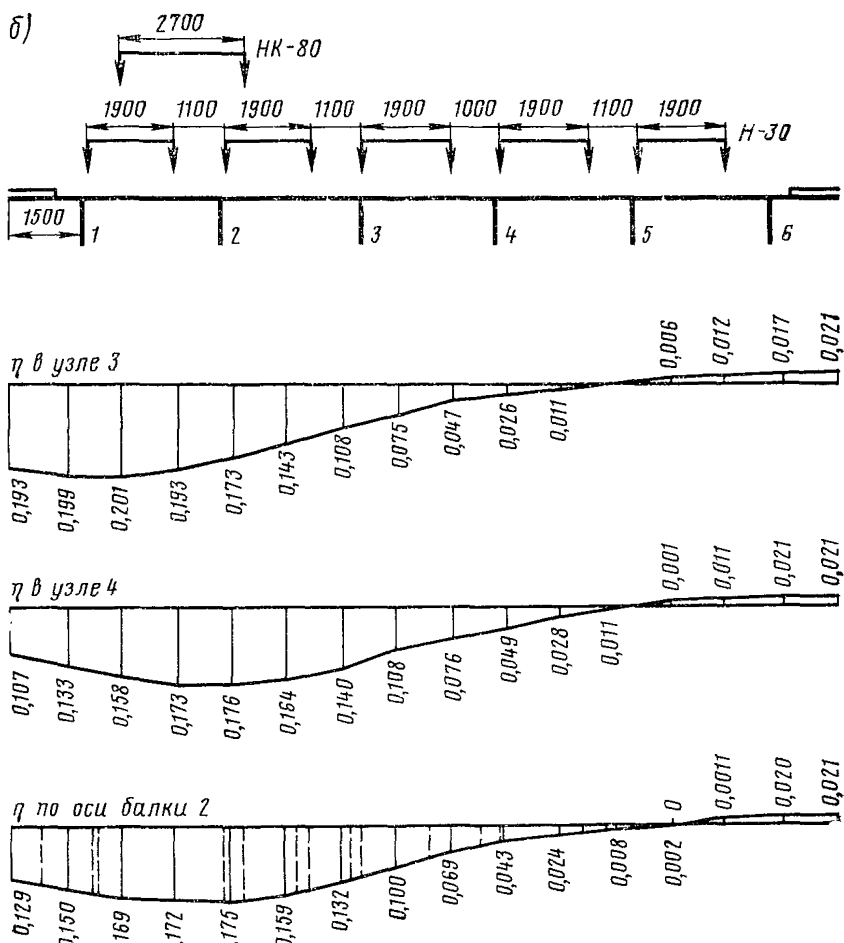 б)
2700
НК-80
1900 1100 1900 1100 1900 1000 1900 1100 1900
Н-30
1500
1 2 3 4 5 6
η в узле 3
0,006 0,012 0,017 0,021
0,193 0,199 0,201 0,193 0,173 0,143 0,108 0,075 0,047 0,026 0,011
η в узле 4
0,001 0,011 0,021 0,021
0,107 0,133 0,158 0,173 0,176 0,164 0,140 0,108 0,076 0,049 0,028 0,011
η по оси балки 2
0 0,0011 0,020 0,021
0,129 0,150 169 0,172 0,175 0,159 0,132 0,100 0,069 0,043 0,024 0,008 0,002